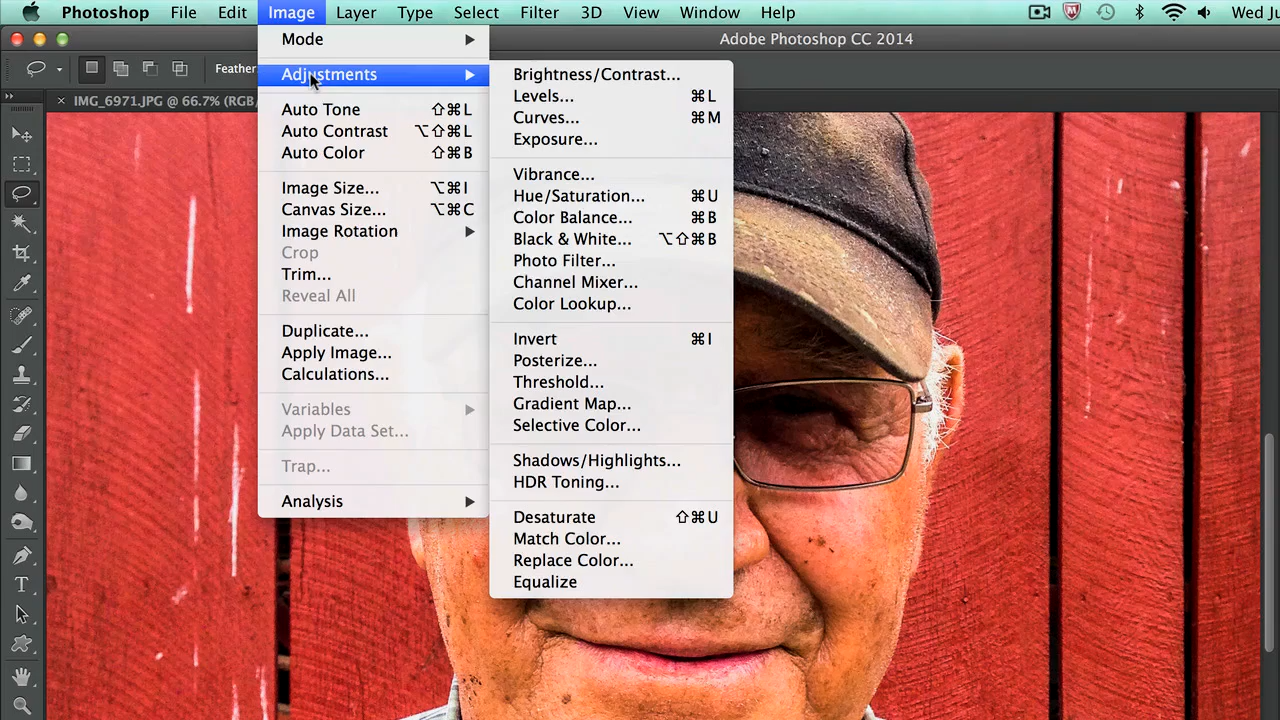 Photoshop File Edit Image Layer Type Select Filter 3D View Window Help Wed
Adobe Photoshop CC 2014
Feather
× IMG_6971.JPG @ 66.7% (RGB/
Mode
Adjustments
Auto Tone ⇧⌘L
Auto Contrast ⌥⇧⌘L
Auto Color ⇧⌘B
Image Size... ⌥⌘I
Canvas Size... ⌥⌘C
Image Rotation
Crop
Trim...
Reveal All
Duplicate...
Apply Image...
Calculations...
Variables
Apply Data Set...
Trap...
Analysis
Brightness/Contrast...
Levels... ⌘L
Curves... ⌘M
Exposure...
Vibrance...
Hue/Saturation... ⌘U
Color Balance... ⌘B
Black & White... ⌥⇧⌘B
Photo Filter...
Channel Mixer...
Color Lookup...
Invert ⌘I
Posterize...
Threshold...
Gradient Map...
Selective Color...
Shadows/Highlights...
HDR Toning...
Desaturate ⇧⌘U
Match Color...
Replace Color...
Equalize